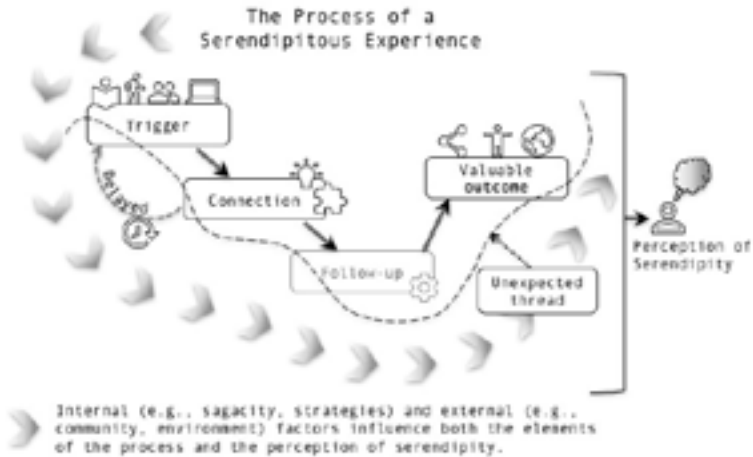 The Process of a
Serendipitous Experience
Trigger
Delayed
Connection
Follow-up
Valuable
outcome
Unexpected
thread
Perception of
Serendipity
Internal (e.g., sagacity, strategies) and external (e.g.,
community, environment) factors influence both the elements
of the process and the perception of serendipity.